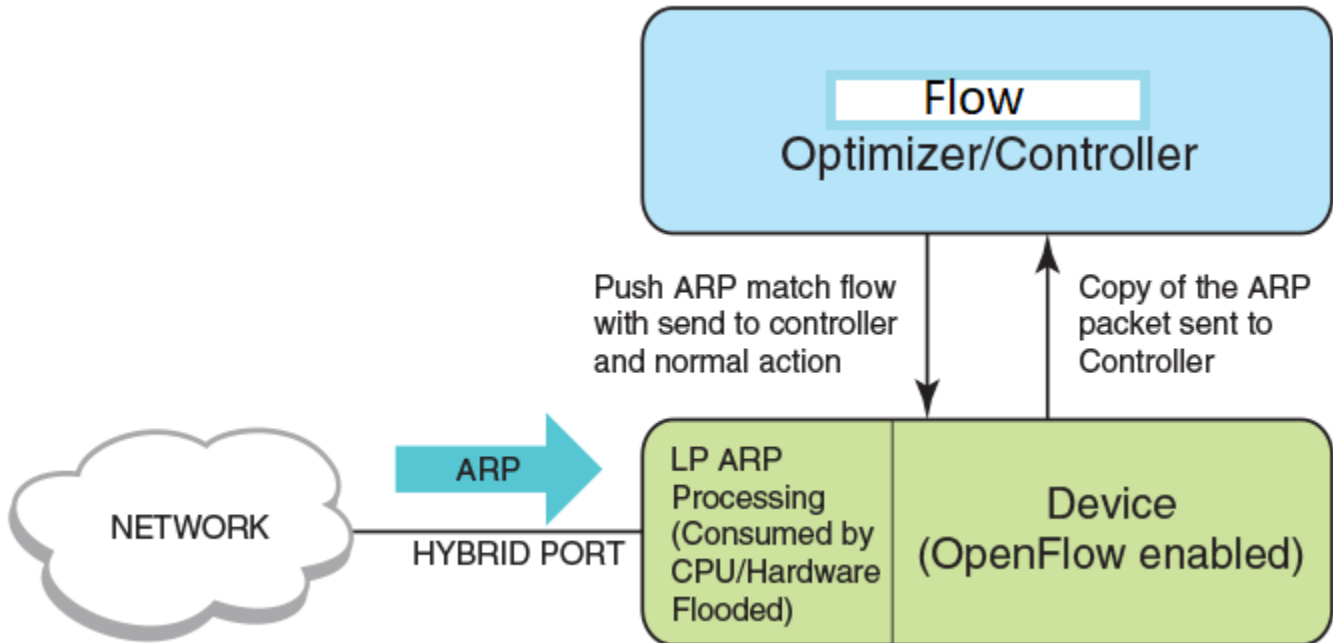 Flow
Optimizer/Controller
Push ARP match flow
with send to controller
and normal action
Copy of the ARP
packet sent to
Controller
NETWORK
ARP
HYBRID PORT
LP ARP
Processing
(Consumed by
CPU/Hardware
Flooded)
Device
(OpenFlow enabled)